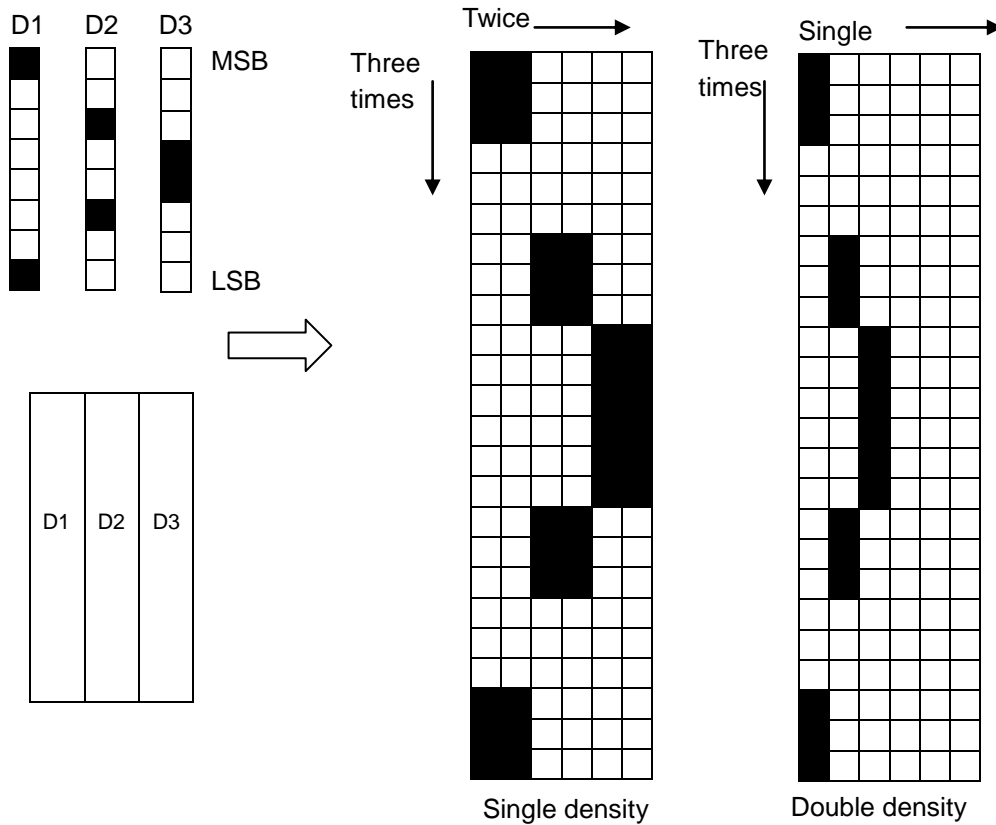 D1 D2 D3
MSB
LSB
D1 D2 D3
Twice
Three
times
Single density
Single
Three
times
Double density